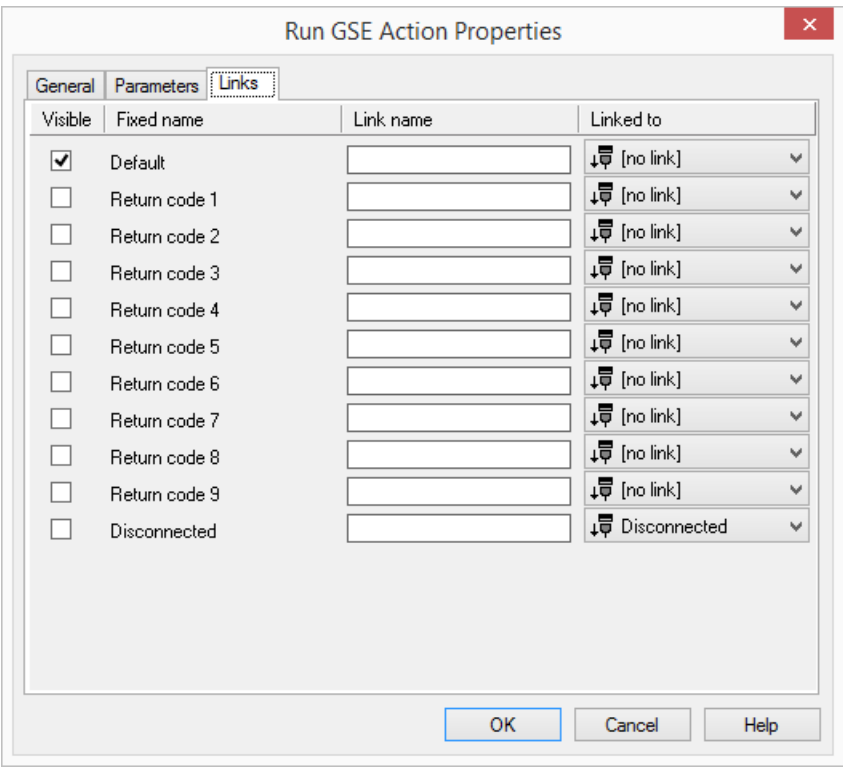 Run GSE Action Properties
General Parameters Links
Visible Fixed name Link name Linked to
Default [no link]
Return code 1 [no link]
Return code 2 [no link]
Return code 3 [no link]
Return code 4 [no link]
Return code 5 [no link]
Return code 6 [no link]
Return code 7 [no link]
Return code 8 [no link]
Return code 9 [no link]
Disconnected Disconnected
OK Cancel Help